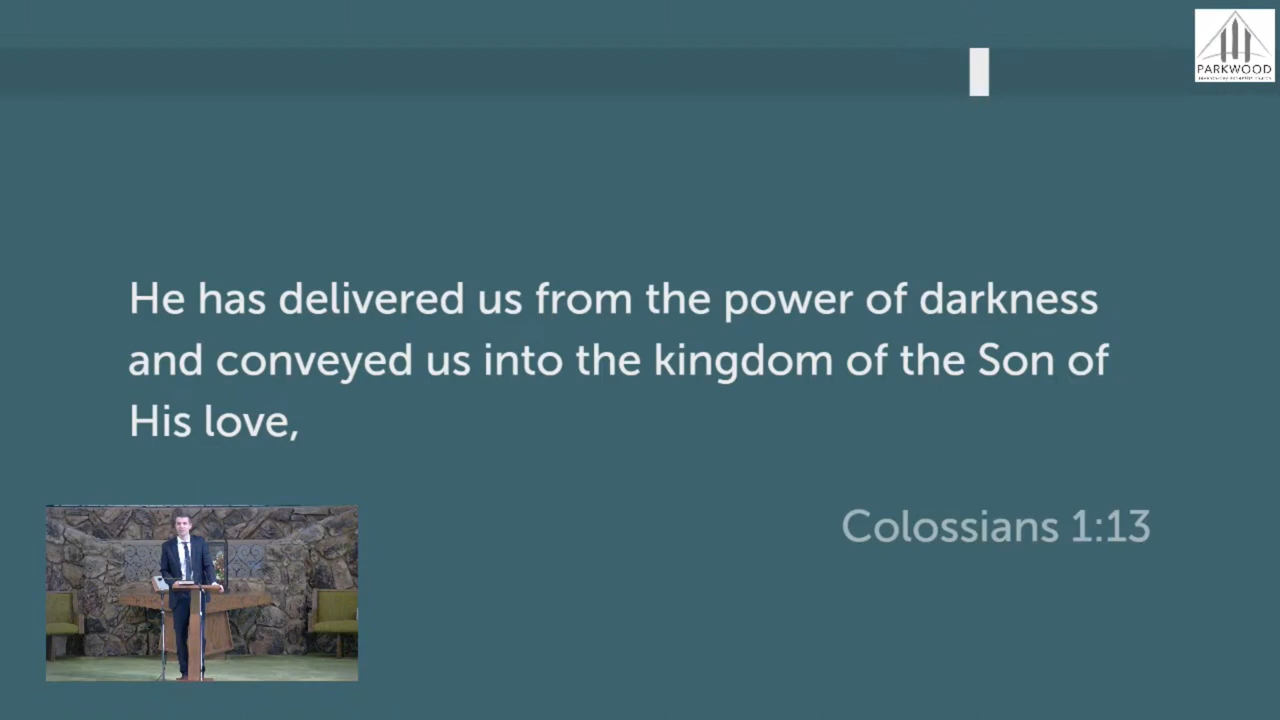 PARKWOOD
He has delivered us from the power of darkness
and conveyed us into the kingdom of the Son of
His love,
Colossians 1:13